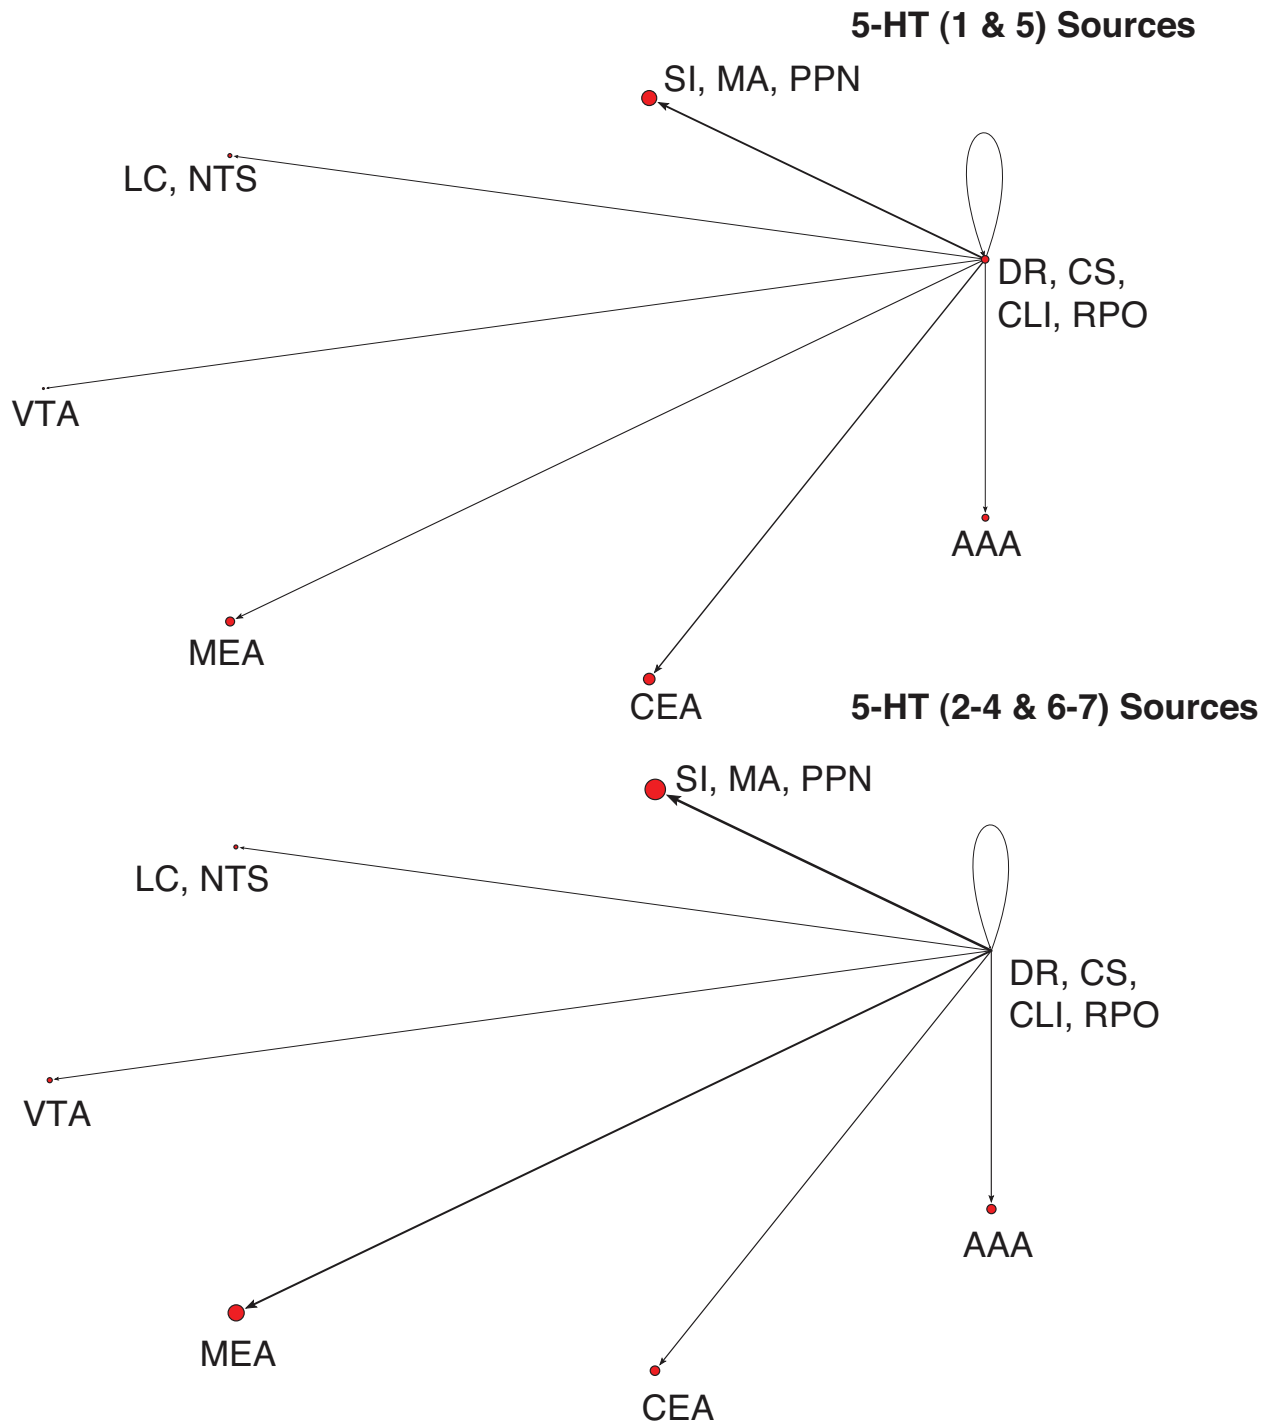 5-HT (1 & 5) Sources
SI, MA, PPN
LC, NTS
DR, CS,
CLI, RPO
VTA
AAA
MEA
CEA
5-HT (2-4 & 6-7) Sources
SI, MA, PPN
LC, NTS
DR, CS,
CLI, RPO
VTA
AAA
MEA
CEA